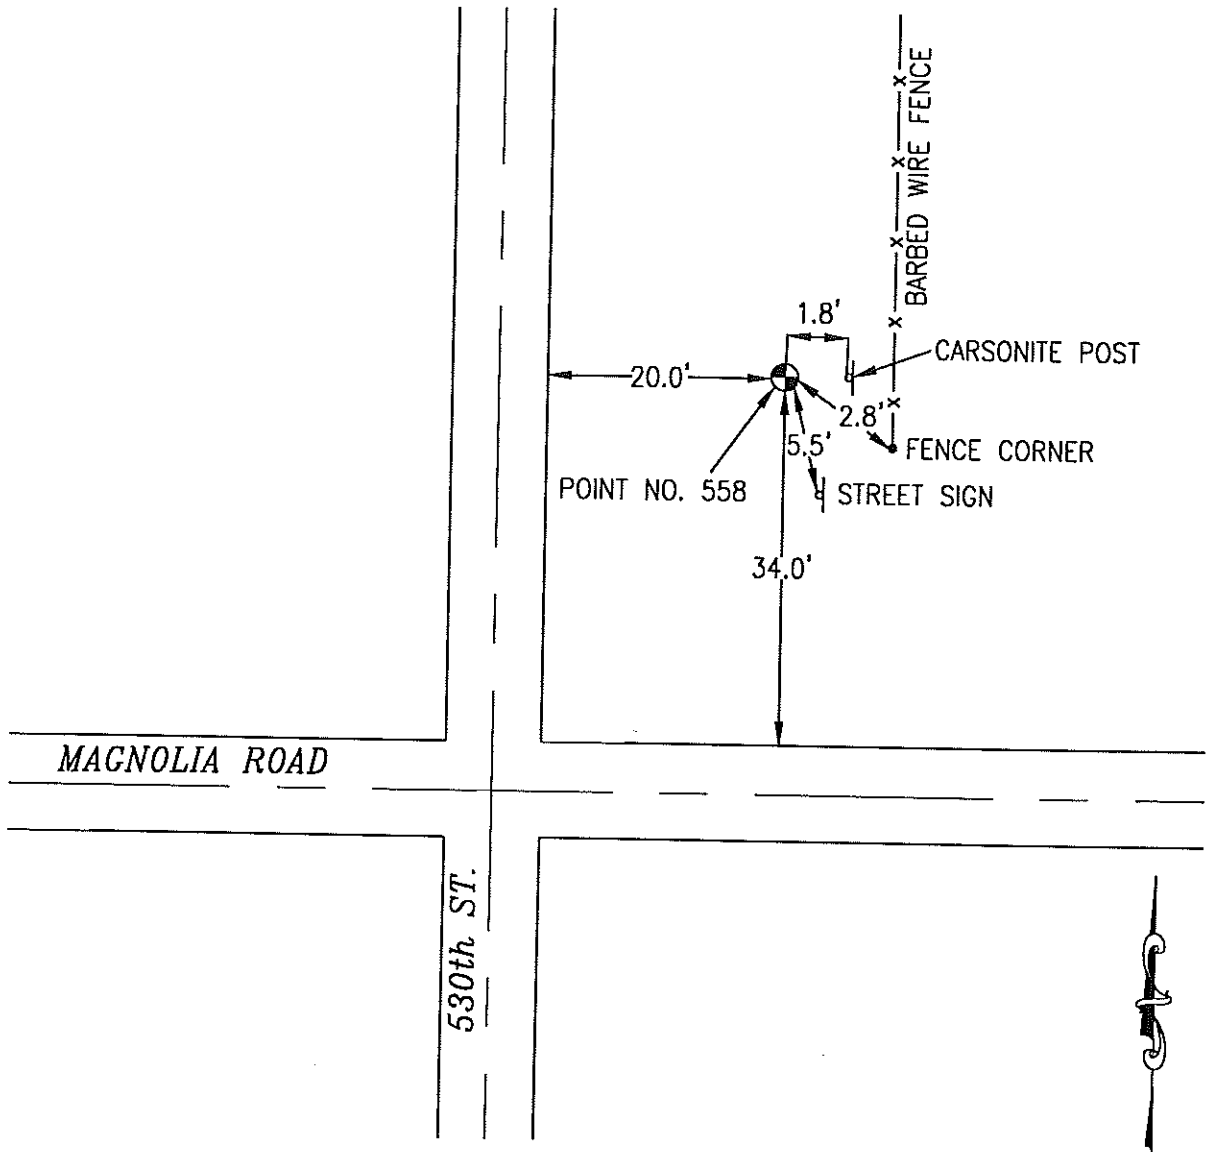 BARBED WIRE FENCE
1.8'
CARSONITE POST
20.0'
2.8'
5.5'
FENCE CORNER
POINT NO. 558
STREET SIGN
34.0'
MAGNOLIA ROAD
530th ST.